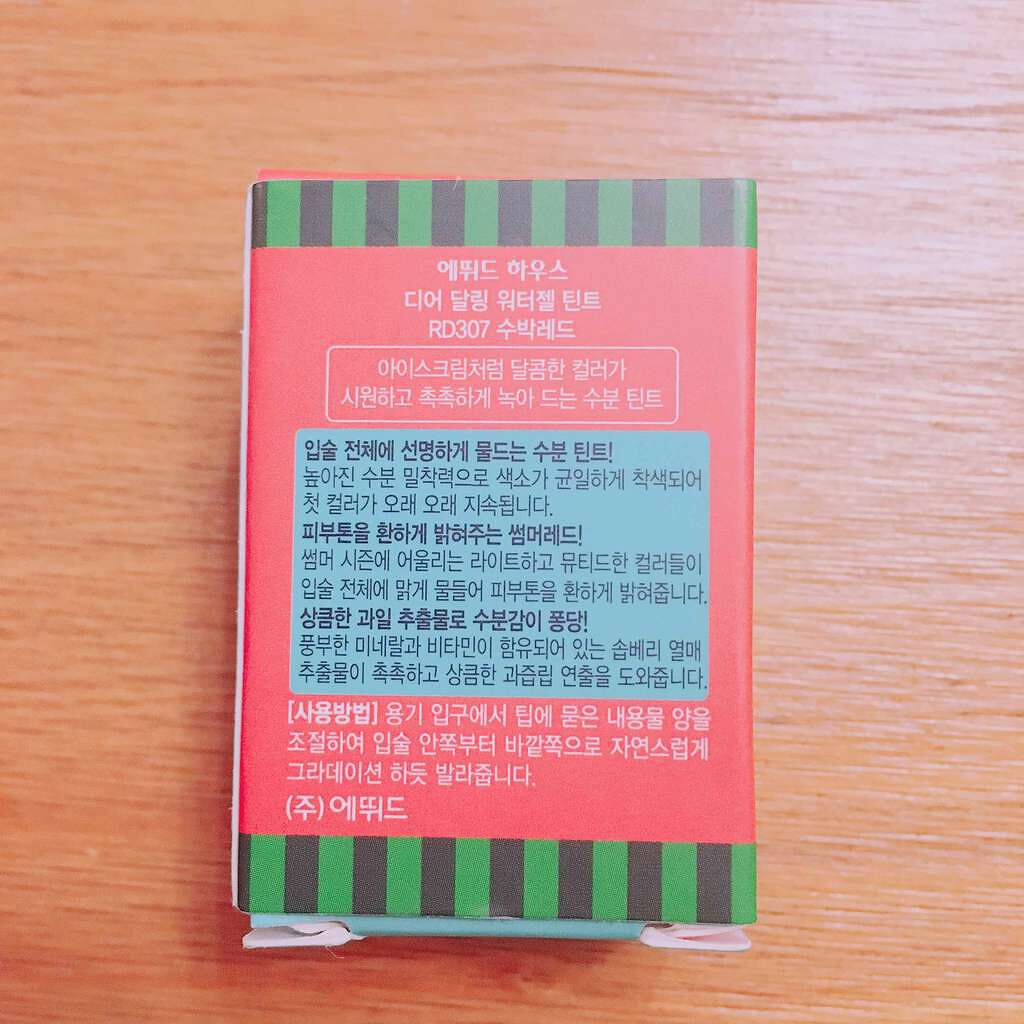 에뛰드 하우스
디어 달링 워터젤 틴트
RD307 수박레드
아이스크림처럼 달콤한 컬러가
시원하고 촉촉하게 녹아 드는 수분 틴트
입술 전체에 선명하게 물드는 수분 틴트!
높아진 수분 밀착력으로 색소가 균일하게 착색되어
첫 컬러가 오래 오래 지속됩니다.
피부톤을 환하게 밝혀주는 썸머레드!
썸머 시즌에 어울리는 라이트하고 뮤티드한 컬러들이
입술 전체에 맑게 물들어 피부톤을 환하게 밝혀줍니다.
상큼한 과일 추출물로 수분감이 퐁당!
풍부한 미네랄과 비타민이 함유되어 있는 솝베리 열매
추출물이 촉촉하고 상큼한 과즙립 연출을 도와줍니다.
[사용방법] 용기 입구에서 팁에 묻은 내용물 양을
조절하여 입술 안쪽부터 바깥쪽으로 자연스럽게
그라데이션 하듯 발라줍니다.
(주) 에뛰드